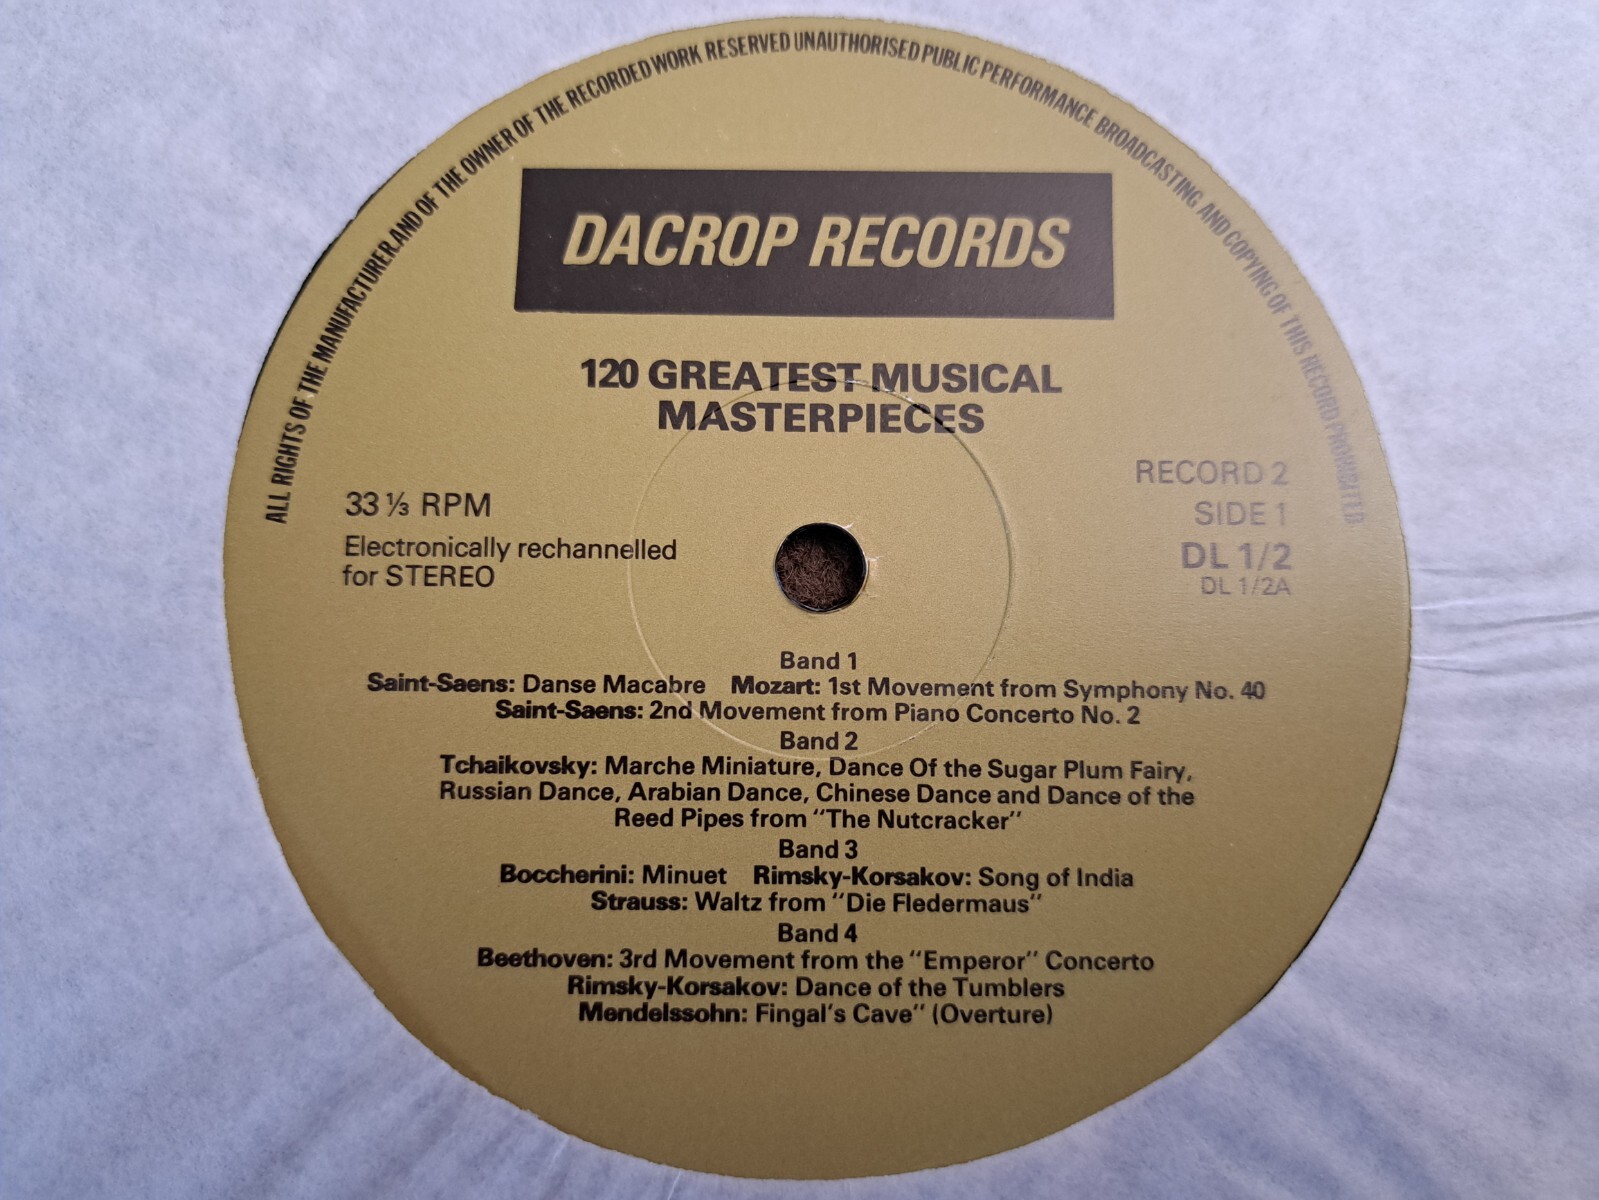 ALL RIGHTS OF THE MANUFACTURER, AND OF THE OWNER OF THE RECORDED WORK RESERVED UNAUTHORISED PUBLIC PERFORMANCE BROADCASTING AND COPYING OF THIS RECORD PROHIBITED
DACROP RECORDS
120 GREATEST MUSICAL
MASTERPIECES
33 ⅓ RPM
Electronically rechannelled
for STEREO
RECORD 2
SIDE 1
DL 1/2
DL 1/2A
Band 1
Saint-Saens: Danse Macabre Mozart: 1st Movement from Symphony No. 40
Saint-Saens: 2nd Movement from Piano Concerto No. 2
Band 2
Tchaikovsky: Marche Miniature, Dance Of the Sugar Plum Fairy,
Russian Dance, Arabian Dance, Chinese Dance and Dance of the
Reed Pipes from "The Nutcracker"
Band 3
Boccherini: Minuet Rimsky-Korsakov: Song of India
Strauss: Waltz from "Die Fledermaus"
Band 4
Beethoven: 3rd Movement from the "Emperor" Concerto
Rimsky-Korsakov: Dance of the Tumblers
Mendelssohn: Fingal's Cave" (Overture)